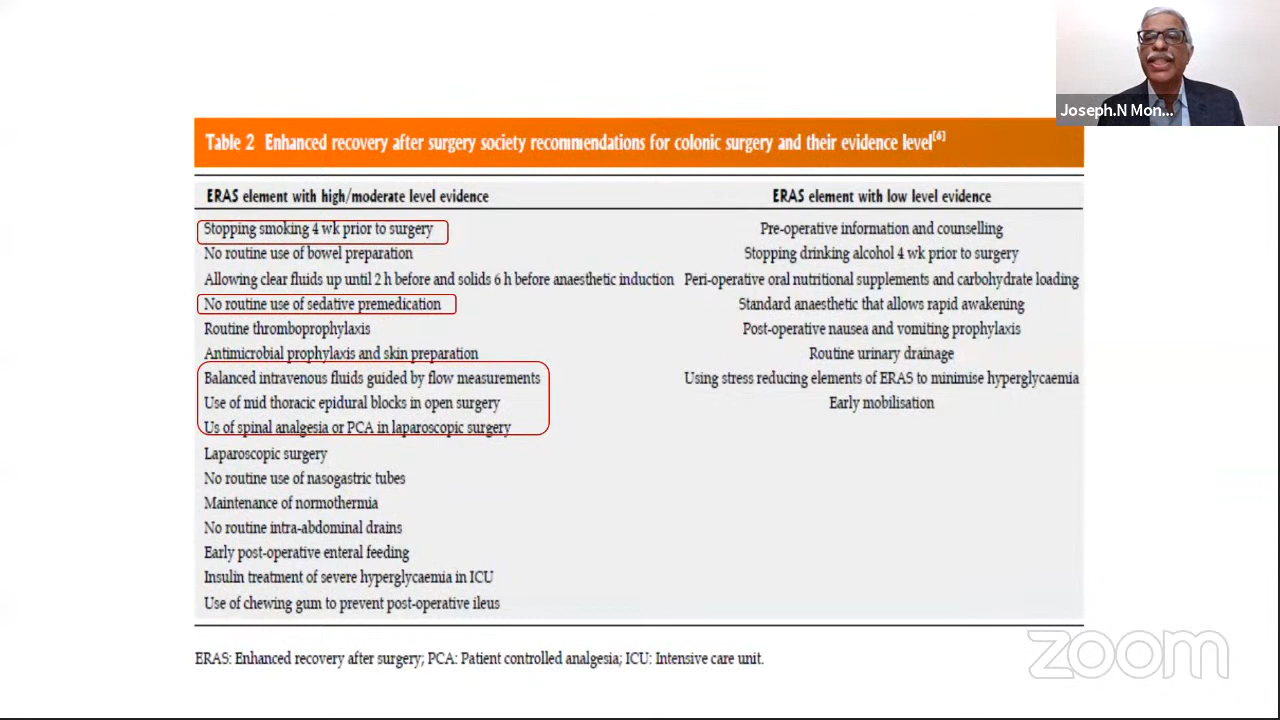 Joseph.N Mon...
Table 2 Enhanced recovery after surgery society recommendations for colonic surgery and their evidence level[6]
ERAS element with high/moderate level evidence
ERAS element with low level evidence
Stopping smoking 4 wk prior to surgery
Pre-operative information and counselling
No routine use of bowel preparation
Stopping drinking alcohol 4 wk prior to surgery
Allowing clear fluids up until 2 h before and solids 6 h before anaesthetic induction
Peri-operative oral nutritional supplements and carbohydrate loading
No routine use of sedative premedication
Standard anaesthetic that allows rapid awakening
Routine thromboprophylaxis
Post-operative nausea and vomiting prophylaxis
Antimicrobial prophylaxis and skin preparation
Routine urinary drainage
Balanced intravenous fluids guided by flow measurements
Using stress reducing elements of ERAS to minimise hyperglycaemia
Use of mid thoracic epidural blocks in open surgery
Early mobilisation
Us of spinal analgesia or PCA in laparoscopic surgery
Laparoscopic surgery
No routine use of nasogastric tubes
Maintenance of normothermia
No routine intra-abdominal drains
Early post-operative enteral feeding
Insulin treatment of severe hyperglycaemia in ICU
Use of chewing gum to prevent post-operative ileus
ERAS: Enhanced recovery after surgery; PCA: Patient controlled analgesia; ICU: Intensive care unit.
zoom